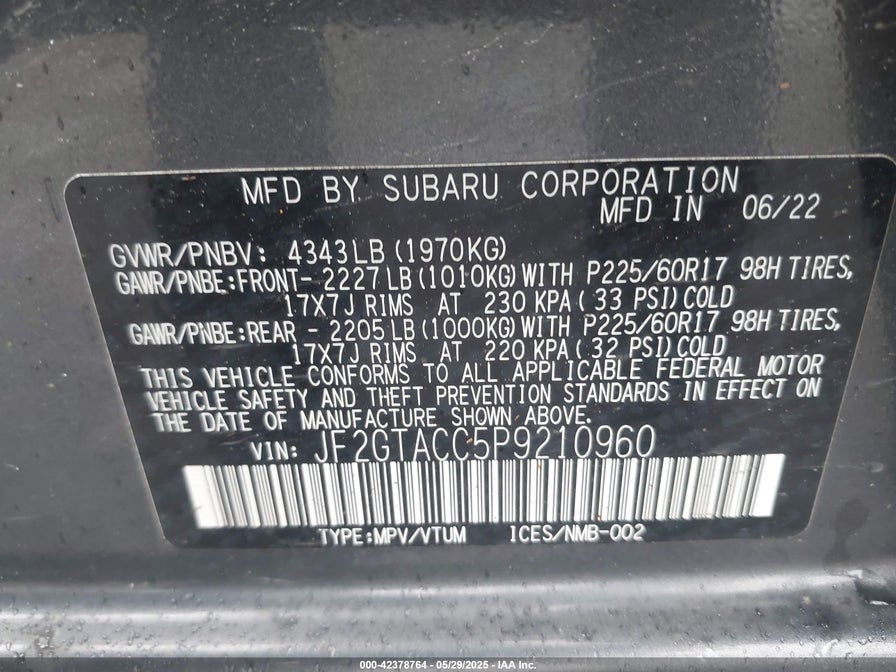 MFD BY SUBARU CORPORATION
MFD IN 06/22
GVWR/PNBV: 4343LB (1970KG)
GAWR/PNBE:FRONT- 2227LB(1010KG)WITH P225/60R17 98H TIRES,
17X7J RIMS AT 230 KPA(33 PSI)COLD
GAWR/PNBE:REAR - 2205LB(1000KG)WITH P225/60R17 98H TIRES,
17X7J RIMS AT 220 KPA(32 PSI)COLD
THIS VEHICLE CONFORMS TO ALL APPLICABLE FEDERAL MOTOR
VEHICLE SAFETY AND THEFT PREVENTION STANDARDS IN EFFECT ON
THE DATE OF MANUFACTURE SHOWN ABOVE.
VIN: JF2GTACC5P9210960
TYPE:MPV/VTUM ICES/NMB-002
000-42378764 - 05/29/2025 - IAA Inc.